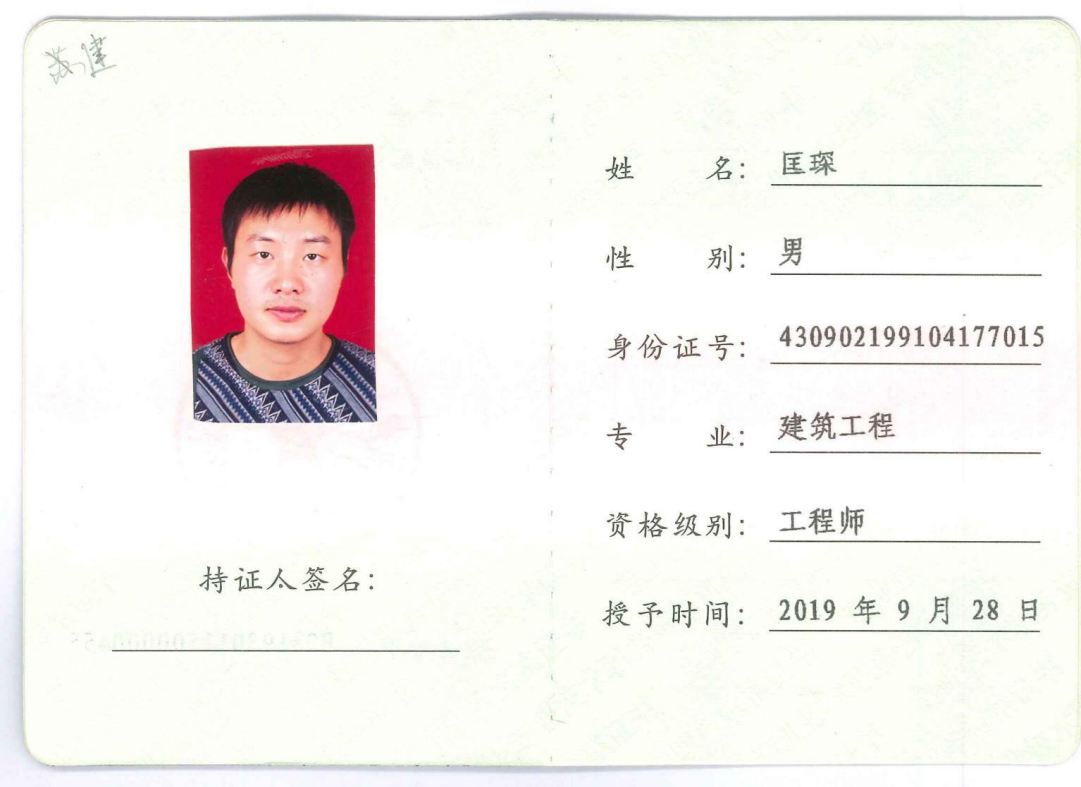 苏建
持证人签名：
姓 名： 匡琛
性 别： 男
身份证号： 430902199104177015
专 业： 建筑工程
资格级别： 工程师
授予时间： 2019 年 9 月 28 日